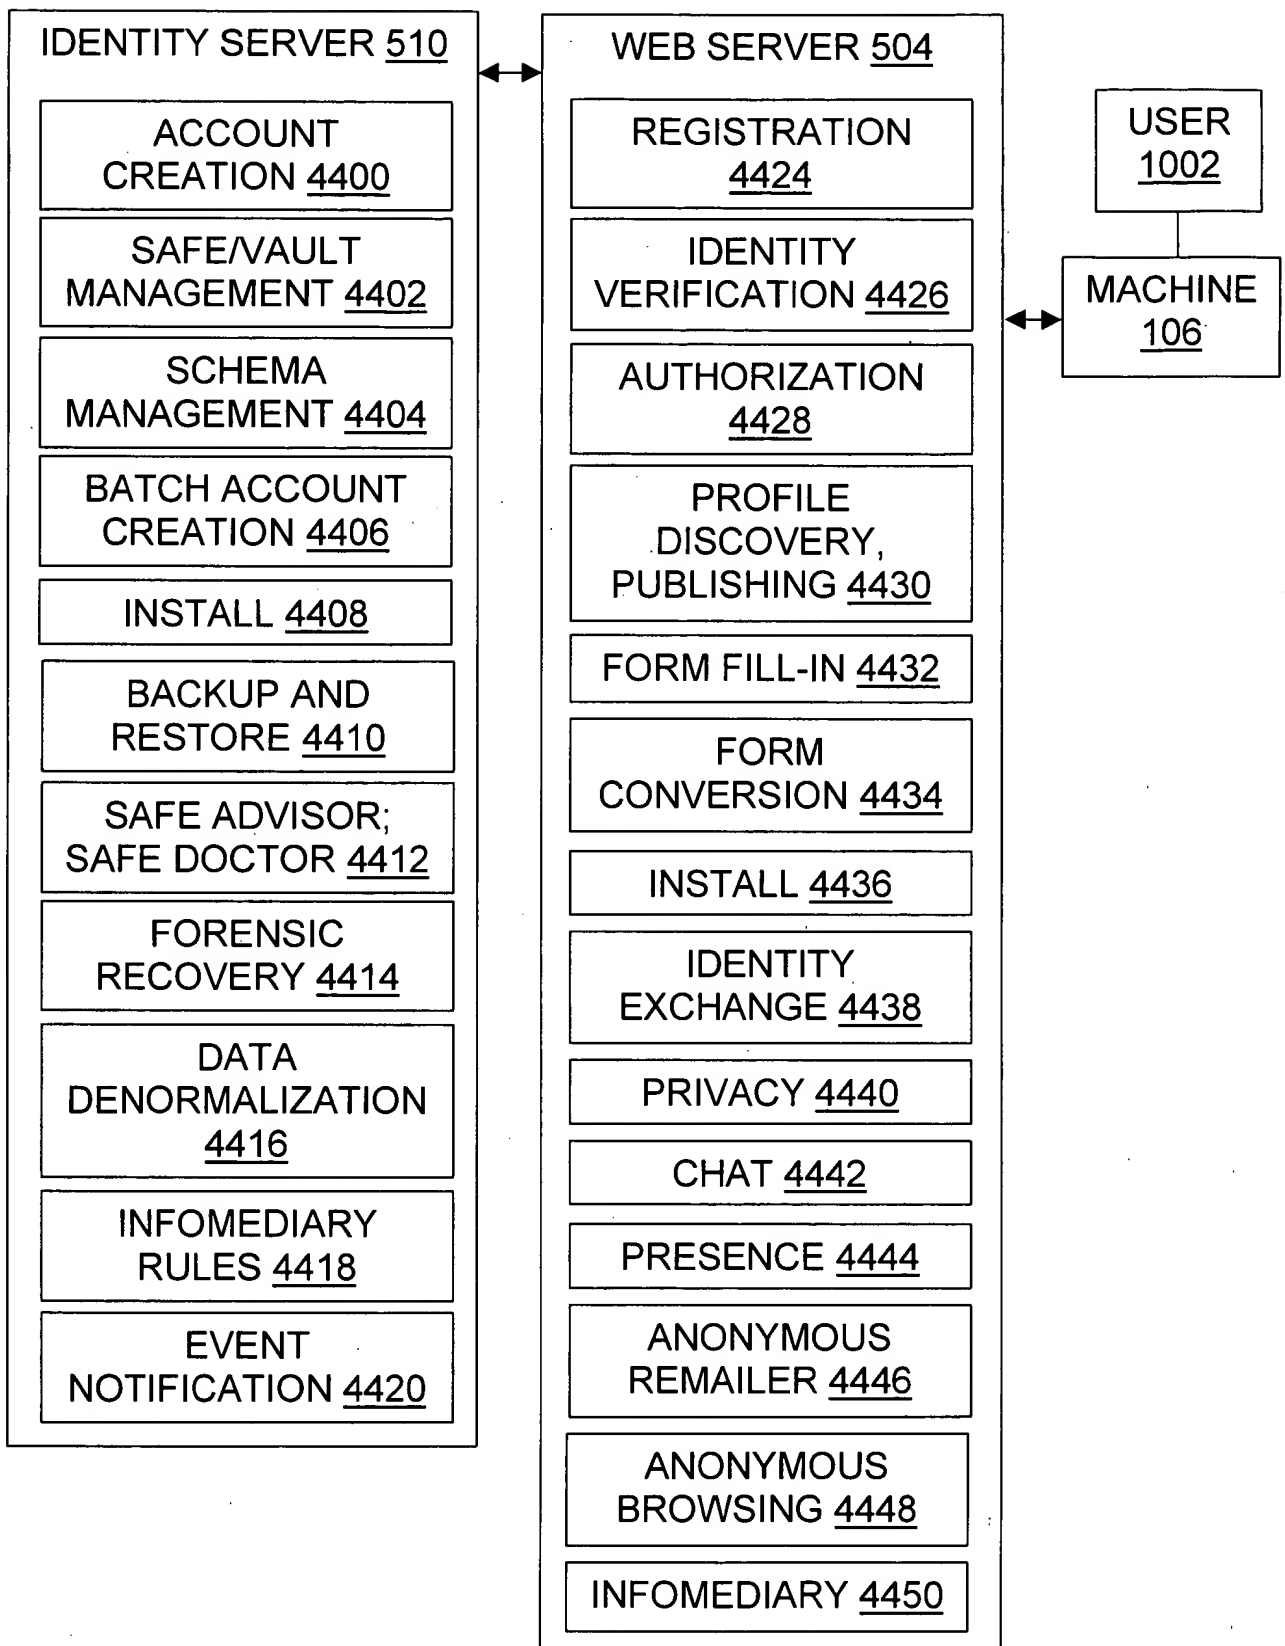 IDENTITY SERVER 510
ACCOUNT
CREATION 4400
SAFE/VAULT
MANAGEMENT 4402
SCHEMA
MANAGEMENT 4404
BATCH ACCOUNT
CREATION 4406
INSTALL 4408
BACKUP AND
RESTORE 4410
SAFE ADVISOR;
SAFE DOCTOR 4412
FORENSIC
RECOVERY 4414
DATA
DENORMALIZATION
4416
INFOMEDIARY
RULES 4418
EVENT
NOTIFICATION 4420
WEB SERVER 504
REGISTRATION
4424
IDENTITY
VERIFICATION 4426
AUTHORIZATION
4428
PROFILE
DISCOVERY,
PUBLISHING 4430
FORM FILL-IN 4432
FORM
CONVERSION 4434
INSTALL 4436
IDENTITY
EXCHANGE 4438
PRIVACY 4440
CHAT 4442
PRESENCE 4444
ANONYMOUS
REMAILER 4446
ANONYMOUS
BROWSING 4448
INFOMEDIARY 4450
USER
1002
MACHINE
106